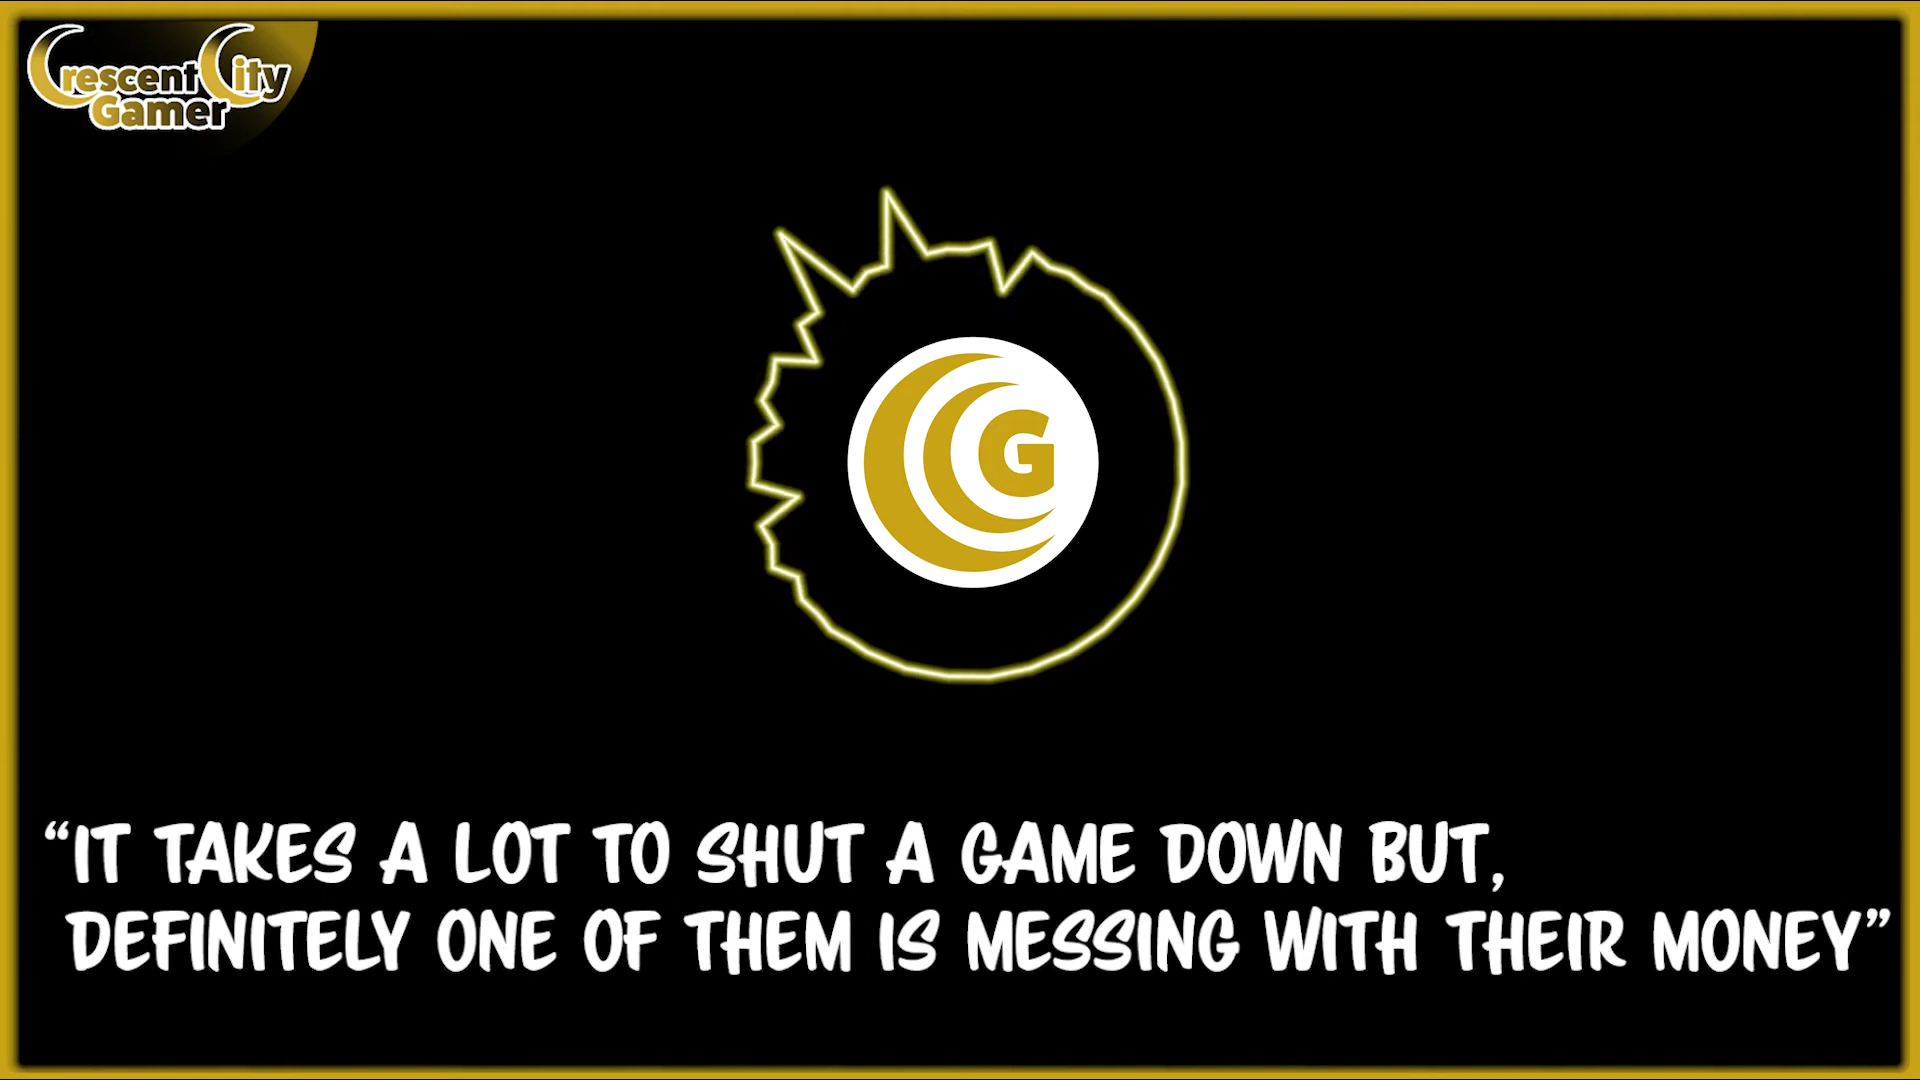 Crescent City
Gamer
G
“IT TAKES A LOT TO SHUT A GAME DOWN BUT,
DEFINITELY ONE OF THEM IS MESSING WITH THEIR MONEY”